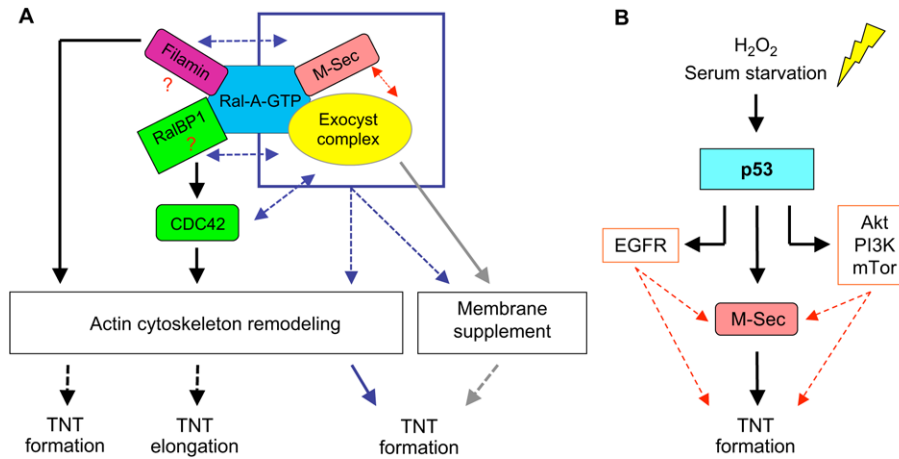 A
Filamin
?
M-Sec
Ral-A-GTP
RalBP1
?
Exocyst
complex
CDC42
Actin cytoskeleton remodeling
Membrane
supplement
TNT
formation
TNT
elongation
TNT
formation
B
H₂O₂
Serum starvation
p53
EGFR
Akt
PI3K
mTor
M-Sec
TNT
formation